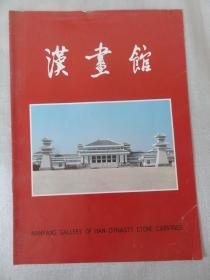 漢畫館
NANYANG GALLERY OF HAN DYNASTY STONE CARVINGS